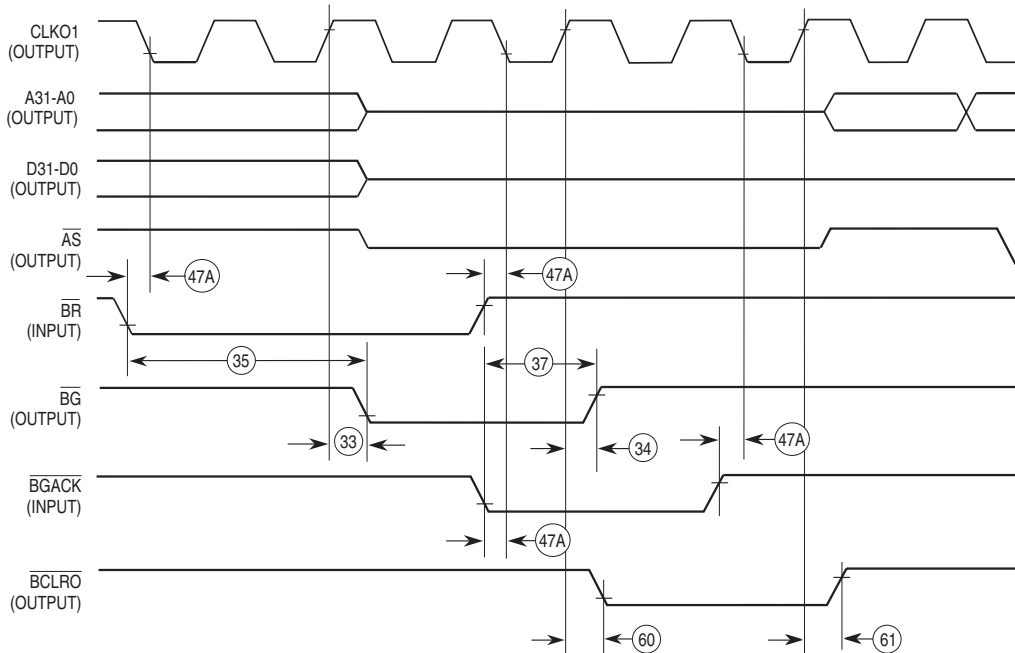 CLKO1
(OUTPUT)
A31-A0
(OUTPUT)
D31-D0
(OUTPUT)
AS
(OUTPUT)
47A
47A
BR
(INPUT)
35
37
BG
(OUTPUT)
33
34
47A
BGACK
(INPUT)
47A
BCLRO
(OUTPUT)
60
61